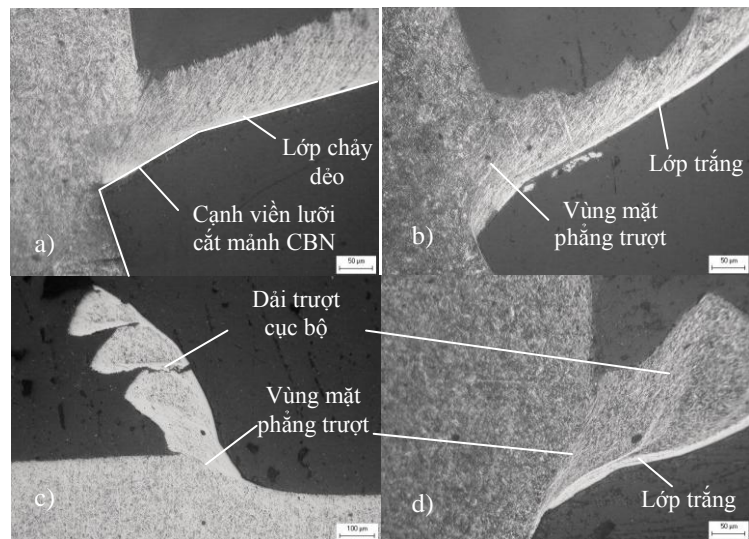 Lớp chảy
dẻo
Cạnh viền lưỡi
cắt mảnh CBN
a)
50 µm
Lớp trắng
Vùng mặt
phẳng trượt
b)
50 µm
Dải trượt
cục bộ
Vùng mặt
phẳng trượt
c)
100 µm
Lớp trắng
d)
50 µm